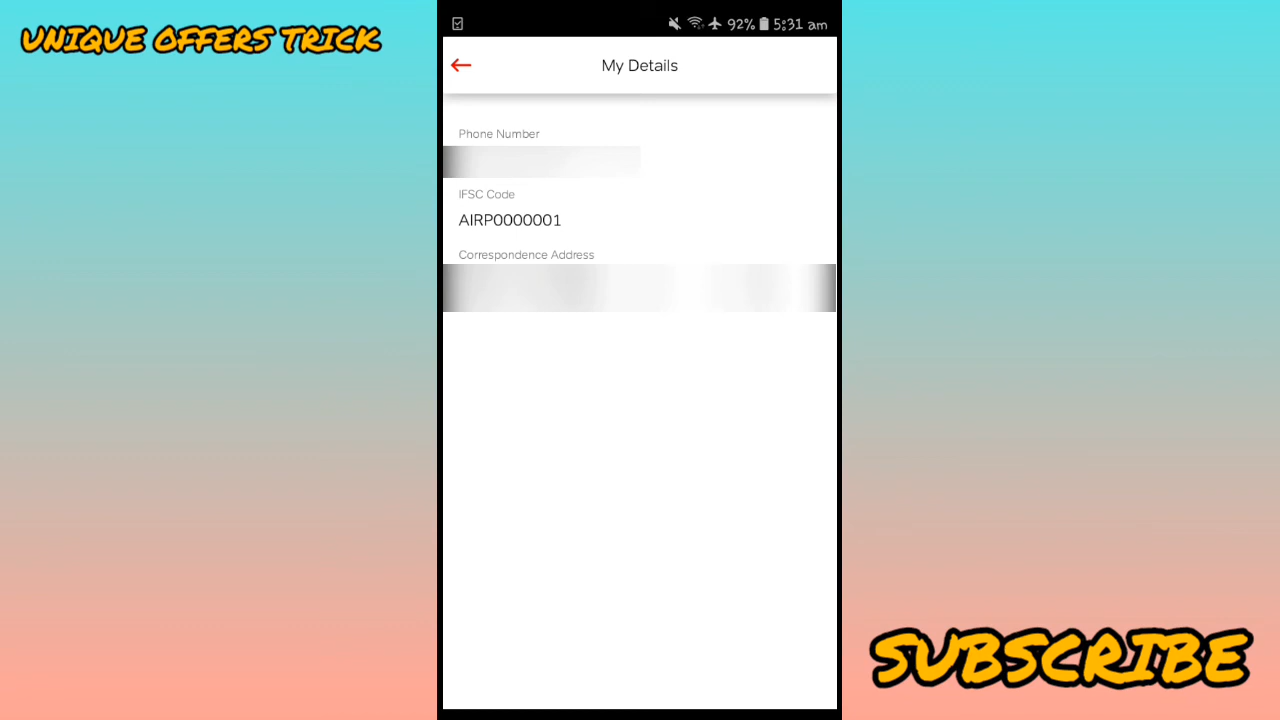 UNIQUE OFFERS TRICK
92% 5:31 am
My Details
Phone Number
IFSC Code
AIRP0000001
Correspondence Address
SUBSCRIBE